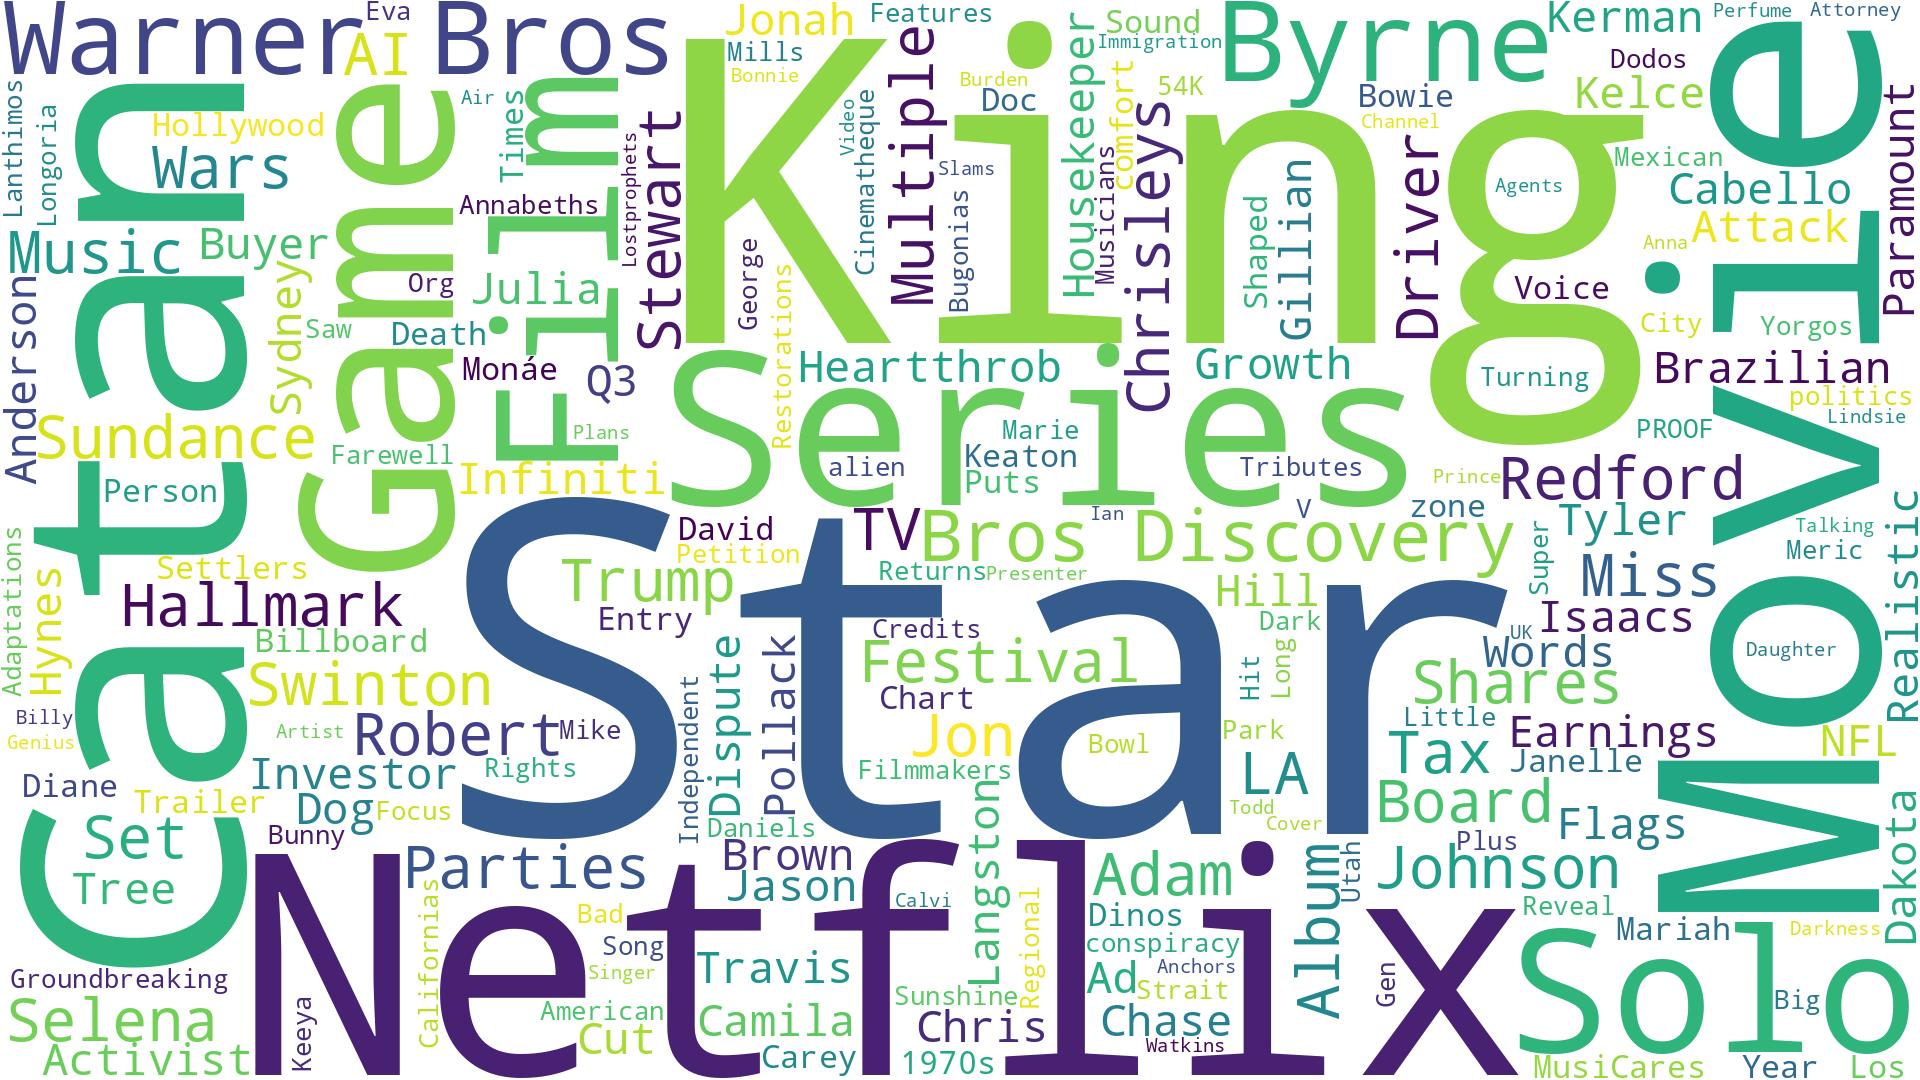 Warner Bros
Eva
AI
Jonah
Features
Sound
Byrne
Kerman
Perfume
Attorney
Mills
Immigration
Bonnie
Burden
Dodos
Lanthimos
Longoria
Air
Times
Film
King
Multiple
Doc
Housekeeper
comfort
54K
Bowie
Kelce
Channel
Movie
Paramount
Hollywood
Wars
Game
Video
Cinematheque
Slams
Musicians
Chrisleys
Mexican
Agents
Cabello
Catan
Annabeths
Lostprophets
Stewart
Bugonias
Shaped
Gillian
Driver
Attack
Music
Buyer
Anna
George
Restorations
Org
Julia
Voice
Anderson
Sydney
Saw
Death
City
Yorgos
Monáe
Q3
Series
Heartthrob
Growth
Turning
Brazilian
politics
Lindsie
Sundance
Farewell
Plans
Marie
PROOF
Keaton
alien
Tributes
Prince
Redford
Person
Infiniti
Puts
V
zone
Star
David
TV
Bros Discovery
Ian
Super
Tyler
Talking
Meric
Realistic
Adaptations
Settlers
Petition
Trump
Returns
Presenter
Miss
Hynes
Hallmark
Entry
Credits
Hill
Dark
Isaacs
UK
Billboard
Dispute
Pollack
Festival
Long
Words
Daughter
Swinton
Independent
Chart
Hit
Shares
Billy
Genius
Artist
Robert
Mike
Jon
Bowl
Park
Little
Earnings
NFL
Investor
Rights
Filmmakers
LA
Tax
Janelle
Diane
Trailer
Dog
Focus
Langston
Todd
Cover
Board
Flags
Dakota
Set
Bunny
Daniels
Plus
Tree
Netflix
Parties
Brown
Jason
Adam
Album
Utah
Johnson
Calvi
Californias
Bad
Regional
Dinos
Reveal
Solo
Mariah
Darkness
Song
conspiracy
Groundbreaking
Singer
Travis
Ad
Anchors
Gen
Strait
Selena
Keeya
American
Sunshine
Big
Camila
Chris
Chase
Cut
Watkins
Activist
Carey
1970s
MusiCares
Year
Los